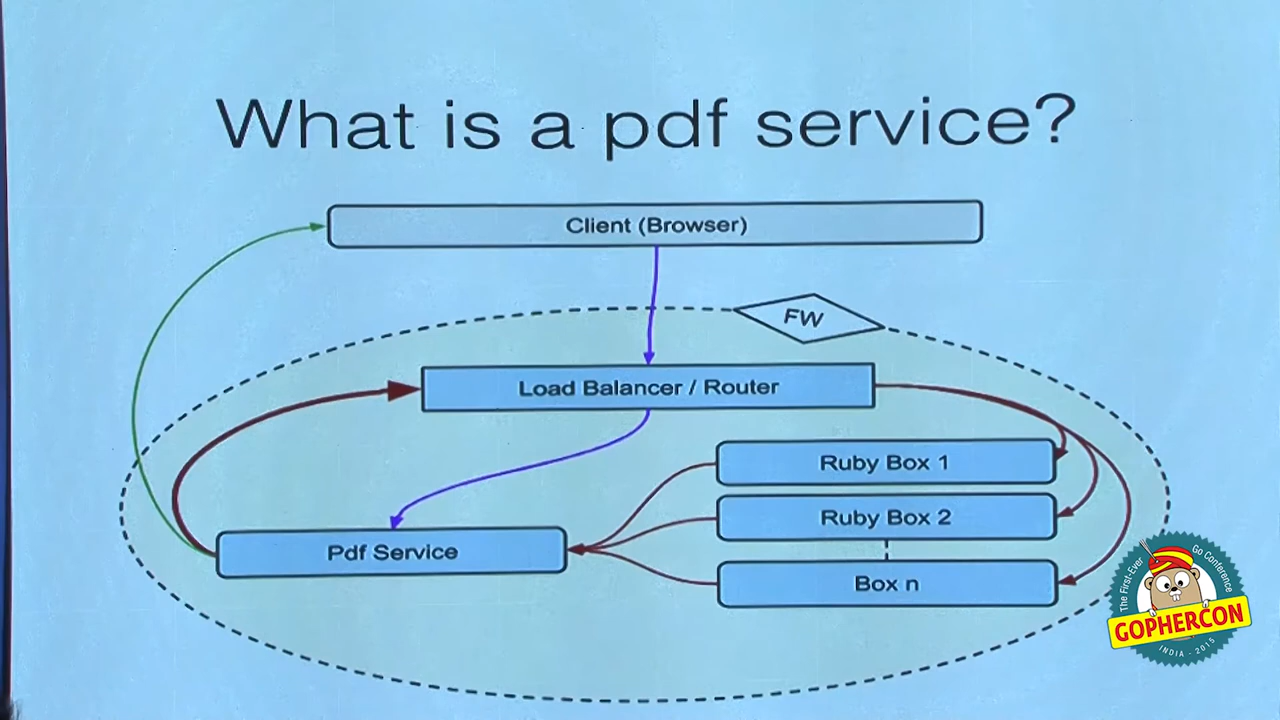 What is a pdf service?
Client (Browser)
FW
Load Balancer / Router
Ruby Box 1
Ruby Box 2
Pdf Service
Box n
The First-Ever Go Conference
GOPHERCON
INDIA - 2015